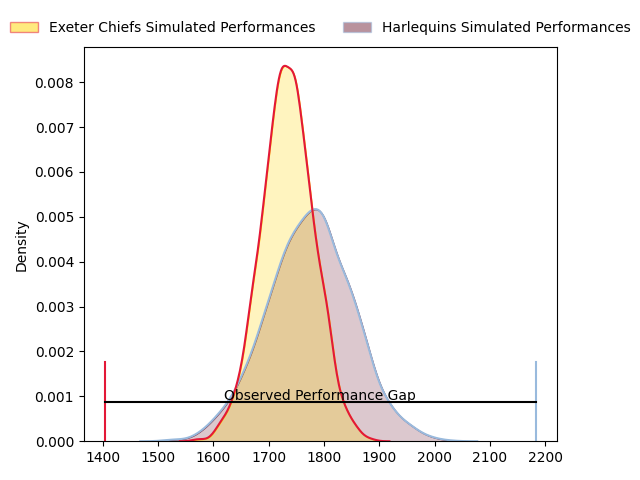 Exeter Chiefs Simulated Performances
Harlequins Simulated Performances
0.008
0.007
0.006
0.005
0.004
0.003
0.002
0.001
0.000
Density
Observed Performance Gap
1400 1500 1600 1700 1800 1900 2000 2100 2200